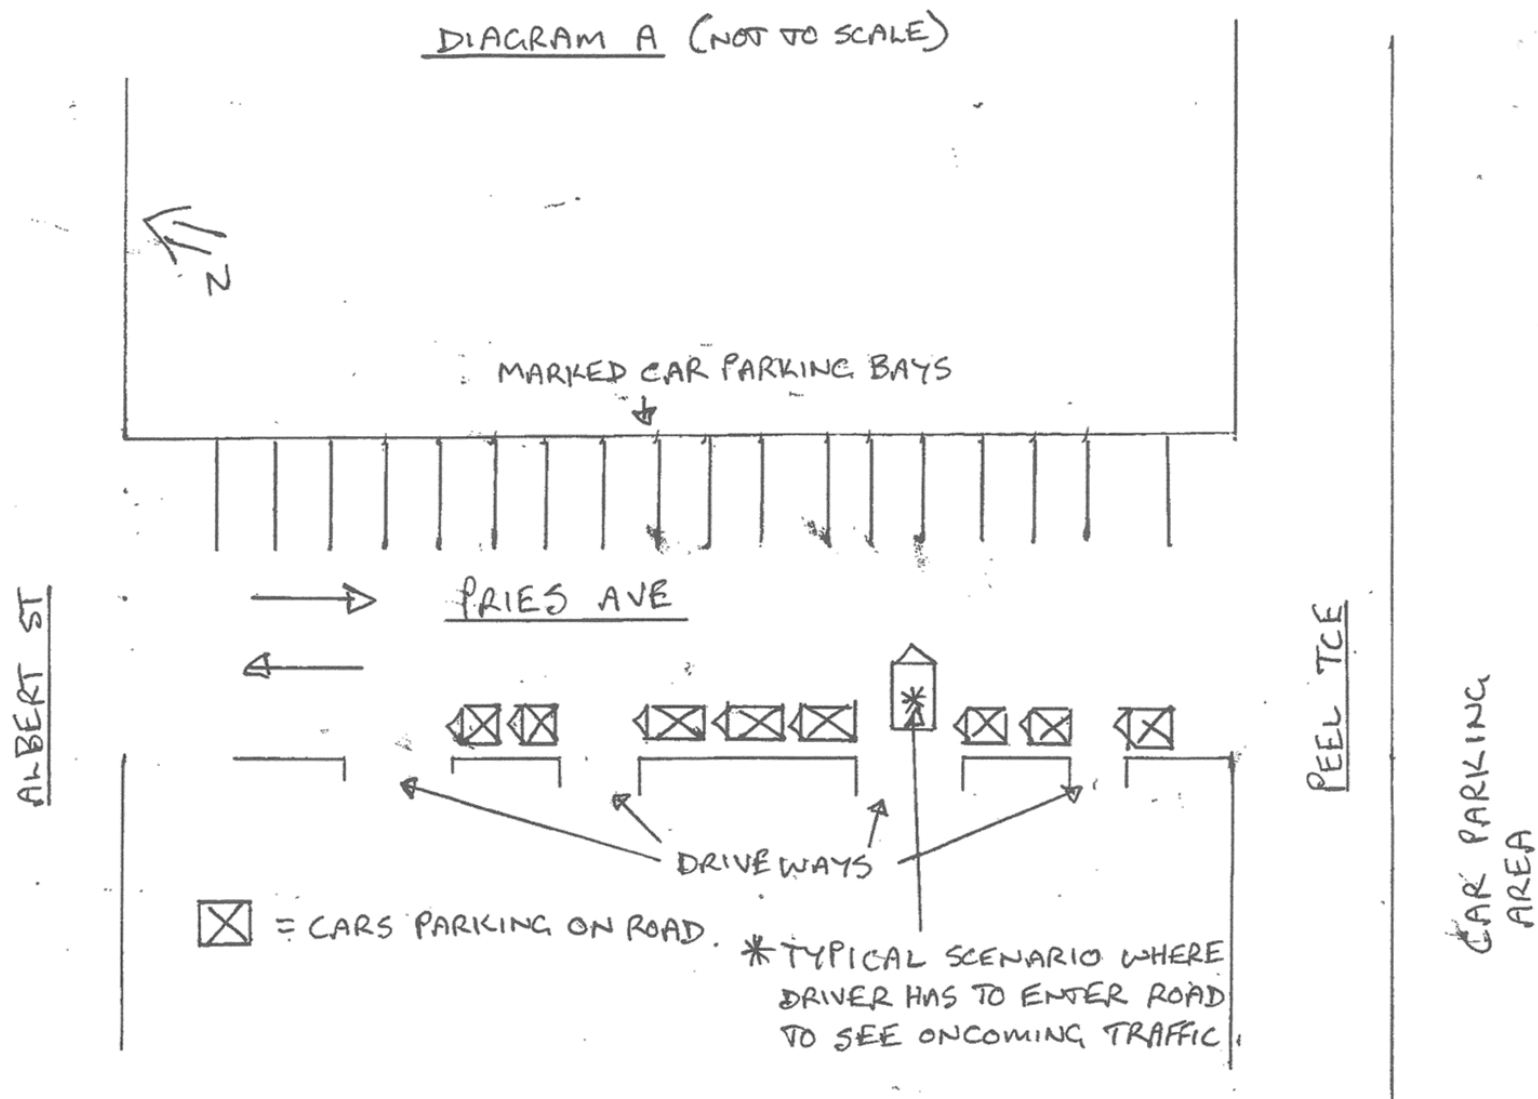 DIAGRAM A (NOT TO SCALE)
N
MARKED CAR PARKING BAYS
PRIES AVE
ALBERT ST
PEEL TCE
CAR PARKING
AREA
DRIVEWAYS
= CARS PARKING ON ROAD.
* TYPICAL SCENARIO WHERE
DRIVER HAS TO ENTER ROAD
TO SEE ONCOMING TRAFFIC.
*